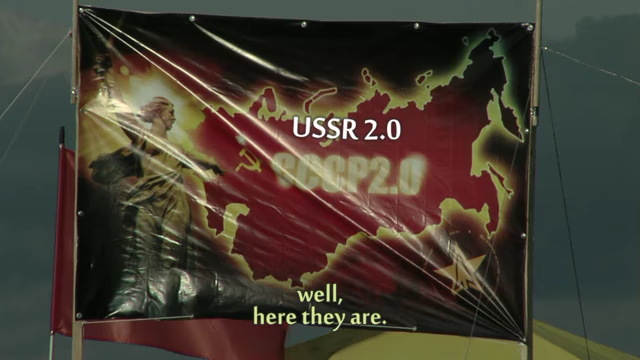 USSR 2.0
СССР2.0
well,
here they are.